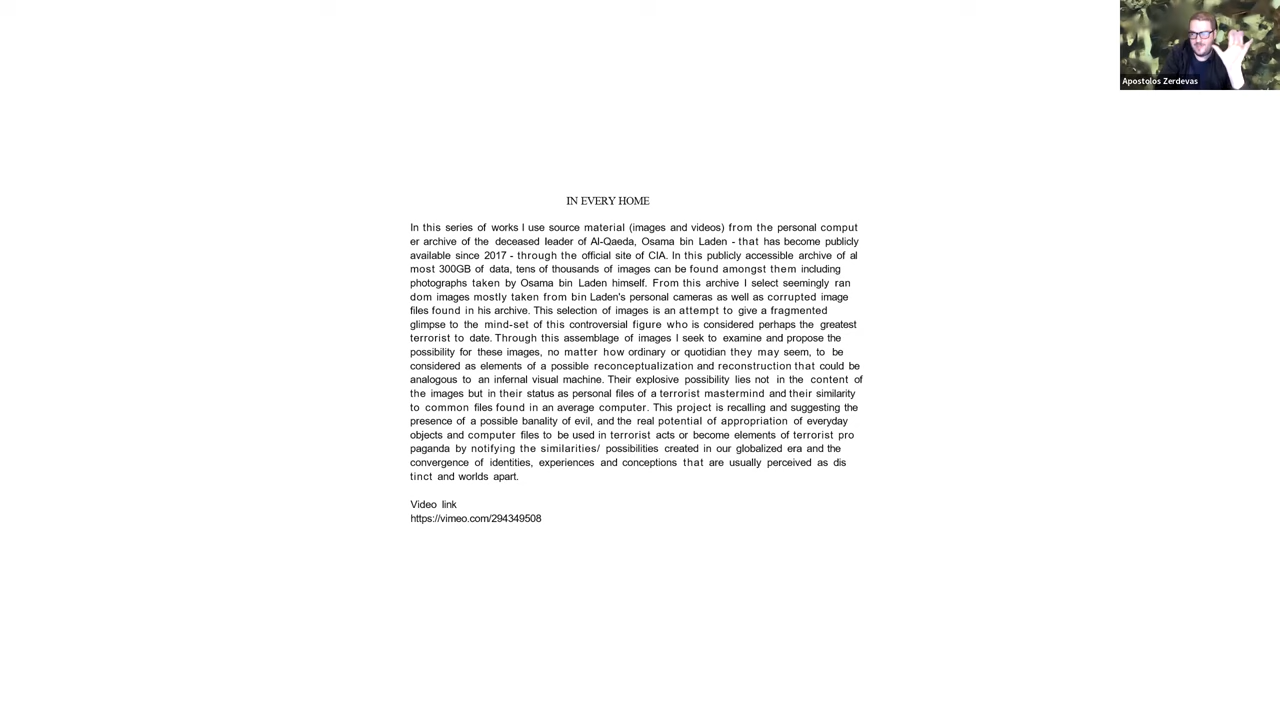 Apostolos Zerdevas
IN EVERY HOME
In this series of works I use source material (images and videos) from the personal comput
er archive of the deceased leader of Al-Qaeda, Osama bin Laden - that has become publicly
available since 2017 - through the official site of CIA. In this publicly accessible archive of al
most 300GB of data, tens of thousands of images can be found amongst them including
photographs taken by Osama bin Laden himself. From this archive I select seemingly ran
dom images mostly taken from bin Laden's personal cameras as well as corrupted image
files found in his archive. This selection of images is an attempt to give a fragmented
glimpse to the mind-set of this controversial figure who is considered perhaps the greatest
terrorist to date. Through this assemblage of images I seek to examine and propose the
possibility for these images, no matter how ordinary or quotidian they may seem, to be
considered as elements of a possible reconceptualization and reconstruction that could be
analogous to an infernal visual machine. Their explosive possibility lies not in the content of
the images but in their status as personal files of a terrorist mastermind and their similarity
to common files found in an average computer. This project is recalling and suggesting the
presence of a possible banality of evil, and the real potential of appropriation of everyday
objects and computer files to be used in terrorist acts or become elements of terrorist pro
paganda by notifying the similarities/ possibilities created in our globalized era and the
convergence of identities, experiences and conceptions that are usually perceived as dis
tinct and worlds apart.
Video link
https://vimeo.com/294349508